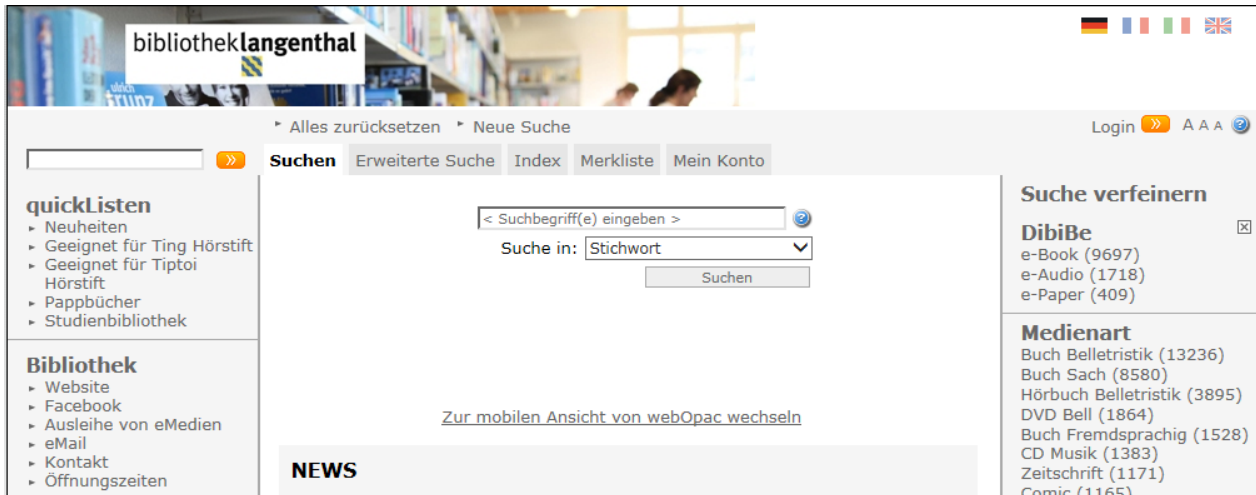 bibliotheklangenthal
ulrich
Alles zurücksetzen Neue Suche
Login » A A A ?
»
Suchen Erweiterte Suche Index Merkliste Mein Konto
quickListen
Neuheiten
Geeignet für Ting Hörstift
Geeignet für Tiptoi
Hörstift
Pappbücher
Studienbibliothek
Bibliothek
Website
Facebook
Ausleihe von eMedien
eMail
Kontakt
Öffnungszeiten
< Suchbegriff(e) eingeben > ?
Suche in: Stichwort
Suchen
Zur mobilen Ansicht von webOpac wechseln
NEWS
Suche verfeinern
DibiBe
e-Book (9697)
e-Audio (1718)
e-Paper (409)
Medienart
Buch Belletristik (13236)
Buch Sach (8580)
Hörbuch Belletristik (3895)
DVD Bell (1864)
Buch Fremdsprachig (1528)
CD Musik (1383)
Zeitschrift (1171)
Comic (1165)